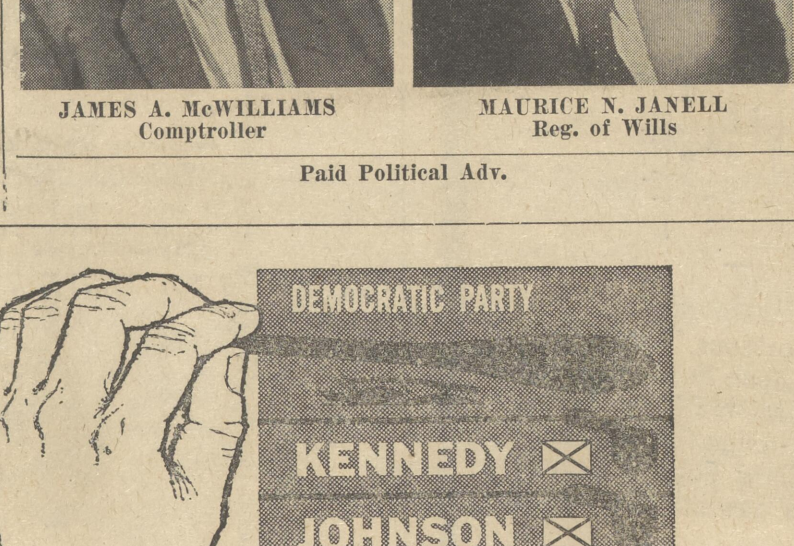 JAMES A. McWILLIAMS
Comptroller
MAURICE N. JANELL
Reg. of Wills
Paid Political Adv.
DEMOCRATIC PARTY
KENNEDY
JOHNSON